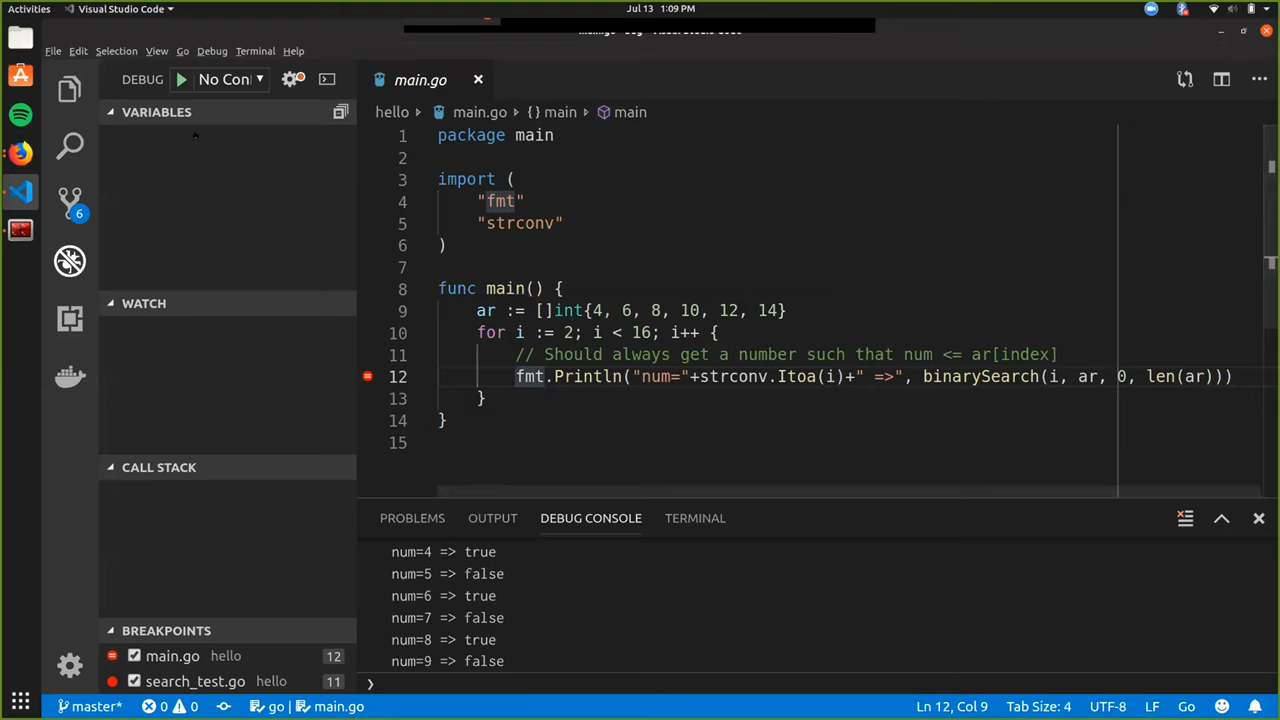 Activities
Visual Studio Code
Jul 13 1:09 PM
File Edit Selection View Go Debug Terminal Help
DEBUG No Con
main.go
VARIABLES
hello main.go {} main main
1 package main
2
3 import (
4 "fmt"
5 "strconv"
6 )
7
8 func main() {
9 ar := []int{4, 6, 8, 10, 12, 14}
10 for i := 2; i < 16; i++ {
11 // Should always get a number such that num <= ar[index]
12 fmt.Println("num="+strconv.Itoa(i)+" =>", binarySearch(i, ar, 0, len(ar)))
13 }
14 }
15
6
WATCH
CALL STACK
BREAKPOINTS
main.go hello 12
search_test.go hello 11
PROBLEMS OUTPUT DEBUG CONSOLE TERMINAL
num=4 => true
num=5 => false
num=6 => true
num=7 => false
num=8 => true
num=9 => false
master* 0 0 go main.go Ln 12, Col 9 Tab Size: 4 UTF-8 LF Go